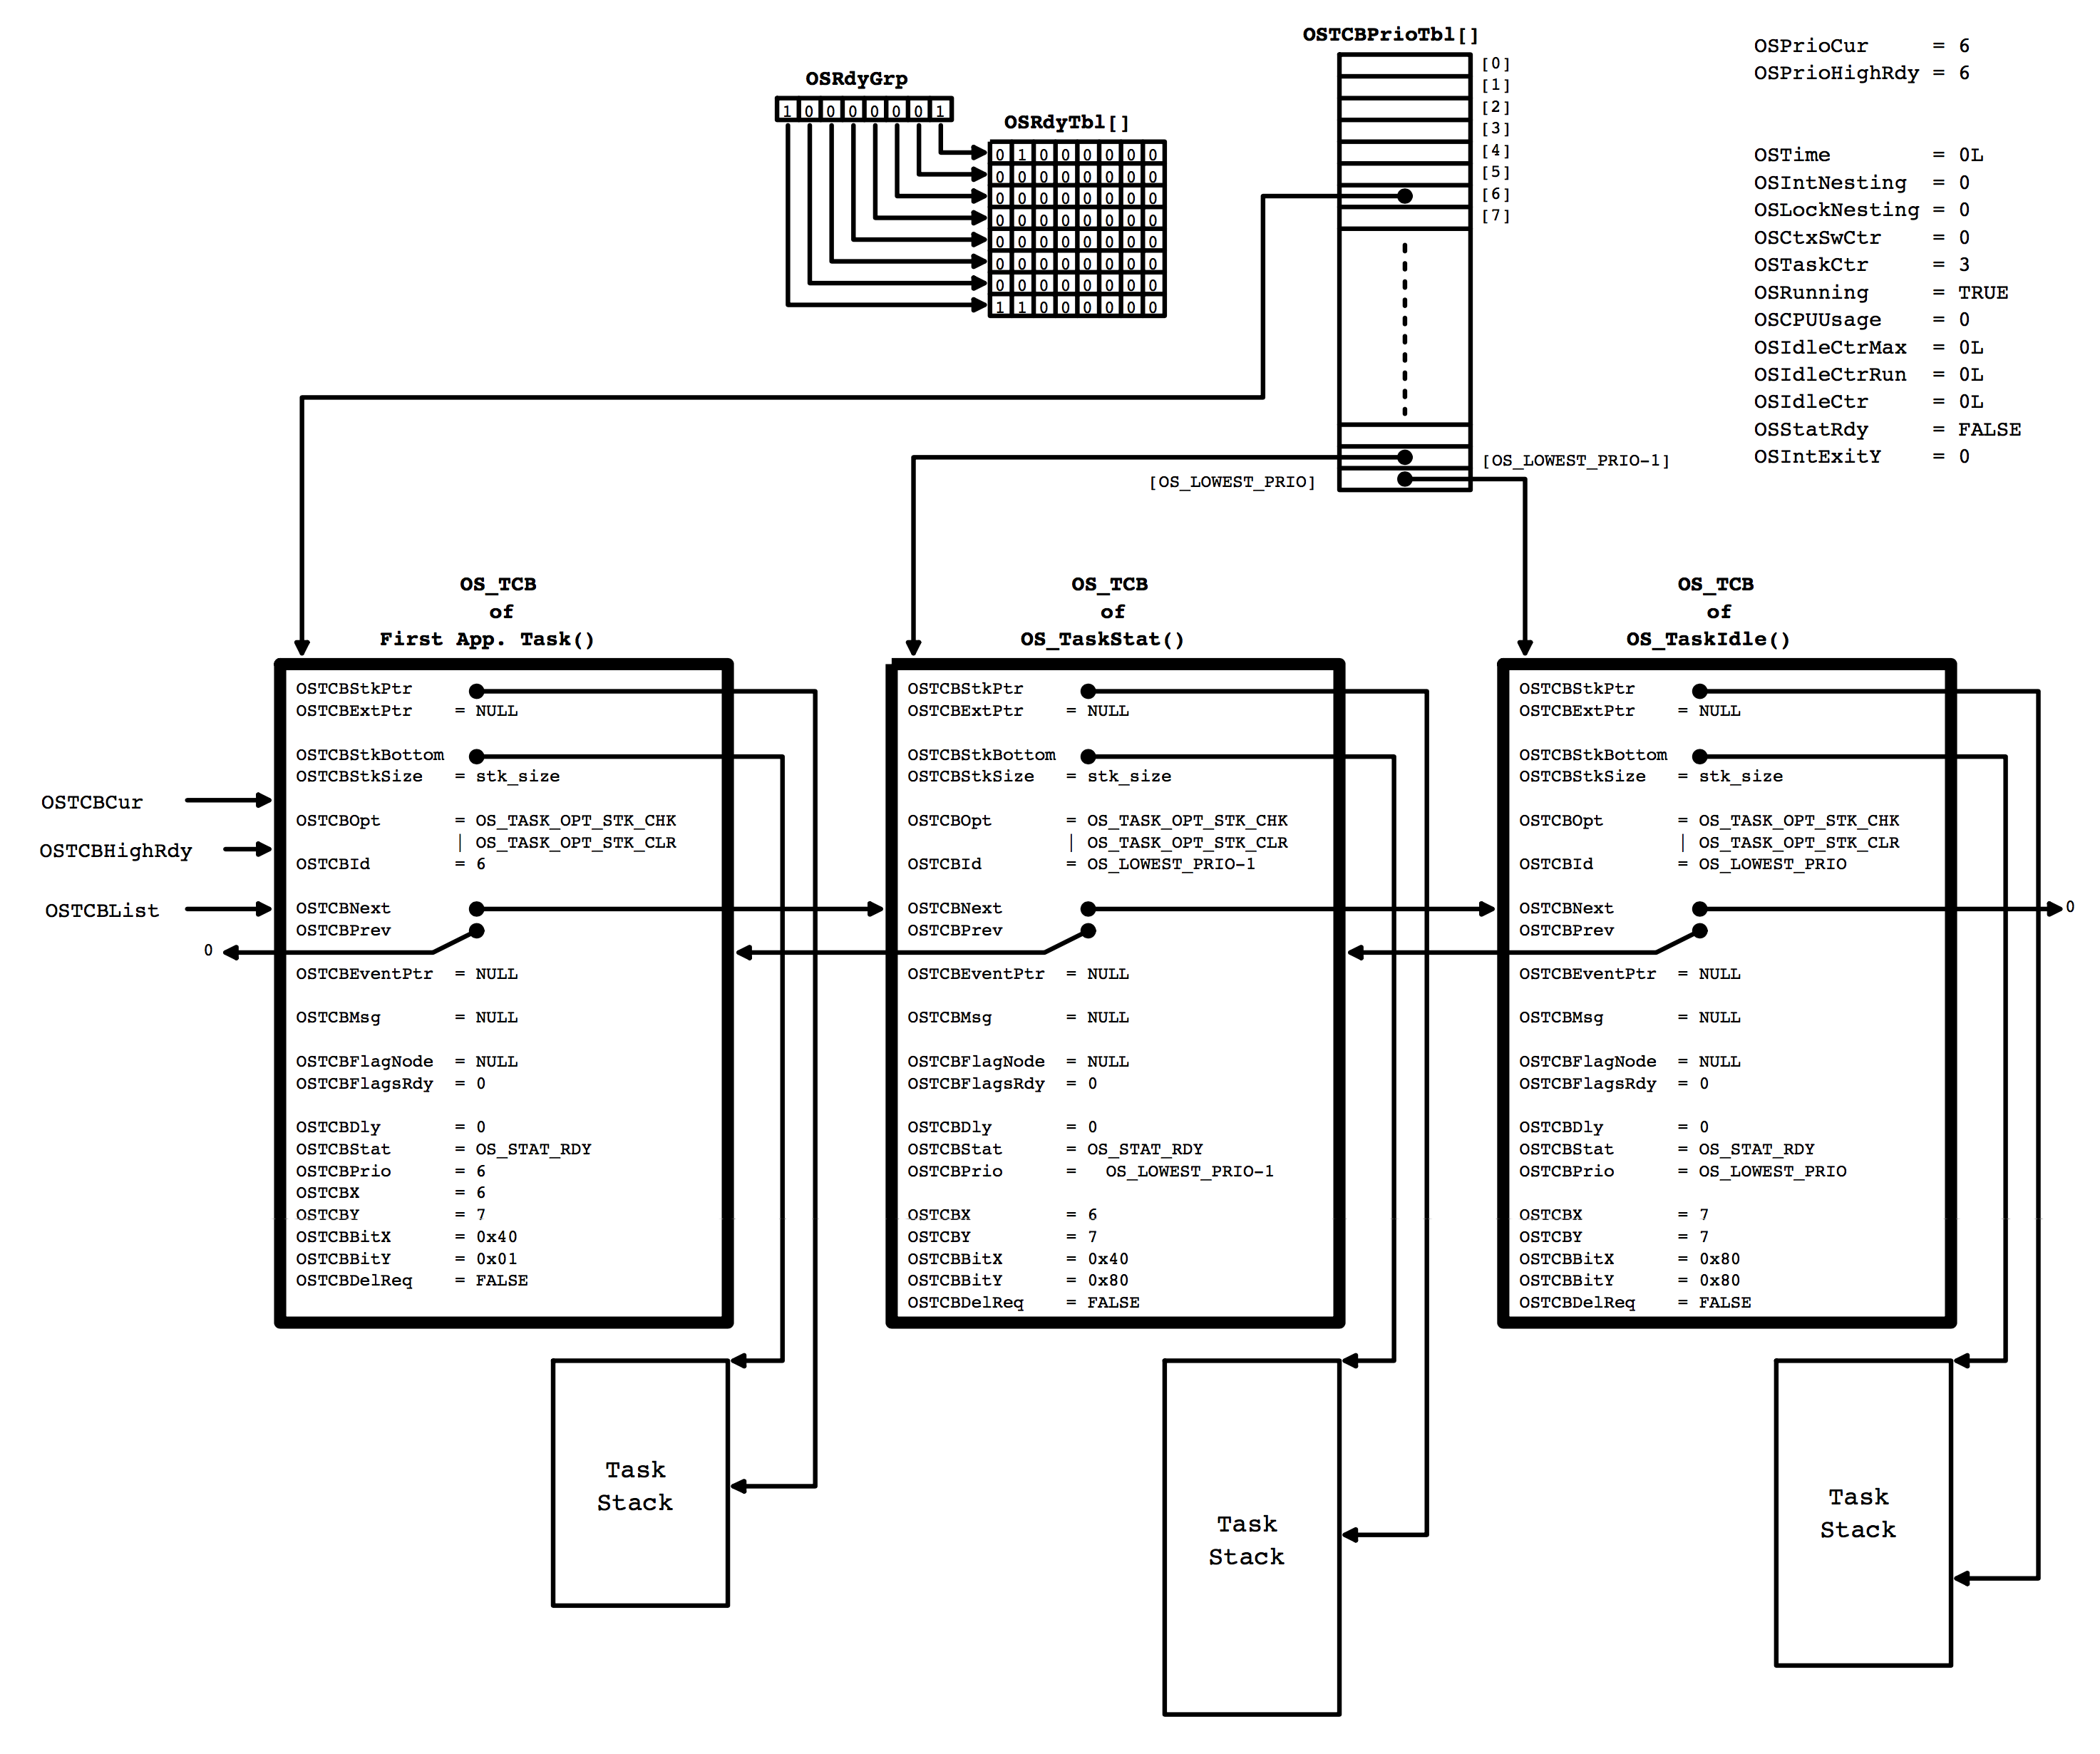 OSTCBPrioTbl[]
[0]
[1]
[2]
[3]
[4]
[5]
[6]
[7]
[OS_LOWEST_PRIO-1]
[OS_LOWEST_PRIO]
OSPrioCur = 6
OSPrioHighRdy = 6
OSTime = 0L
OSIntNesting = 0
OSLockNesting = 0
OSCtxSwCtr = 0
OSTaskCtr = 3
OSRunning = TRUE
OSCPUUsage = 0
OSIdleCtrMax = 0L
OSIdleCtrRun = 0L
OSIdleCtr = 0L
OSStatRdy = FALSE
OSIntExitY = 0
OSRdyGrp
1 0 0 0 0 0 0 1
OSRdyTbl[]
0 1 0 0 0 0 0 0
0 0 0 0 0 0 0 0
0 0 0 0 0 0 0 0
0 0 0 0 0 0 0 0
0 0 0 0 0 0 0 0
0 0 0 0 0 0 0 0
0 0 0 0 0 0 0 0
1 1 0 0 0 0 0 0
OSTCBCur
OSTCBHighRdy
OSTCBList
0
OS_TCB
of
First App. Task()
OSTCBStkPtr
OSTCBExtPtr = NULL
OSTCBStkBottom
OSTCBStkSize = stk_size
OSTCBOpt = OS_TASK_OPT_STK_CHK
| OS_TASK_OPT_STK_CLR
OSTCBId = 6
OSTCBNext
OSTCBPrev
OSTCBEventPtr = NULL
OSTCBMsg = NULL
OSTCBFlagNode = NULL
OSTCBFlagsRdy = 0
OSTCBDly = 0
OSTCBStat = OS_STAT_RDY
OSTCBPrio = 6
OSTCBX = 6
OSTCBY = 7
OSTCBBitX = 0x40
OSTCBBitY = 0x01
OSTCBDelReq = FALSE
Task
Stack
OS_TCB
of
OS_TaskStat()
OSTCBStkPtr
OSTCBExtPtr = NULL
OSTCBStkBottom
OSTCBStkSize = stk_size
OSTCBOpt = OS_TASK_OPT_STK_CHK
| OS_TASK_OPT_STK_CLR
OSTCBId = OS_LOWEST_PRIO-1
OSTCBNext
OSTCBPrev
OSTCBEventPtr = NULL
OSTCBMsg = NULL
OSTCBFlagNode = NULL
OSTCBFlagsRdy = 0
OSTCBDly = 0
OSTCBStat = OS_STAT_RDY
OSTCBPrio = OS_LOWEST_PRIO-1
OSTCBX = 6
OSTCBY = 7
OSTCBBitX = 0x40
OSTCBBitY = 0x80
OSTCBDelReq = FALSE
Task
Stack
OS_TCB
of
OS_TaskIdle()
OSTCBStkPtr
OSTCBExtPtr = NULL
OSTCBStkBottom
OSTCBStkSize = stk_size
OSTCBOpt = OS_TASK_OPT_STK_CHK
| OS_TASK_OPT_STK_CLR
OSTCBId = OS_LOWEST_PRIO
OSTCBNext
OSTCBPrev
0
OSTCBEventPtr = NULL
OSTCBMsg = NULL
OSTCBFlagNode = NULL
OSTCBFlagsRdy = 0
OSTCBDly = 0
OSTCBStat = OS_STAT_RDY
OSTCBPrio = OS_LOWEST_PRIO
OSTCBX = 7
OSTCBY = 7
OSTCBBitX = 0x80
OSTCBBitY = 0x80
OSTCBDelReq = FALSE
Task
Stack